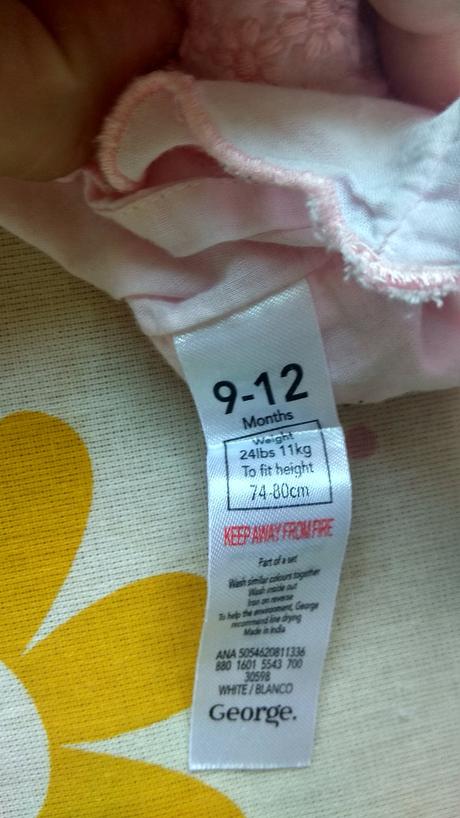 9-12
Months
Weight
24lbs 11kg
To fit height
74-80cm
KEEP AWAY FROM FIRE
Part of a set
Wash similar colours together
Wash inside out
Iron on reverse
To help the environment, George
recommend line drying
Made in India
ANA 5054620811336
880 1601 5543 700
30598
WHITE / BLANCO
George.